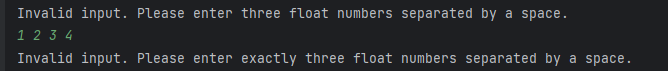 Invalid input. Please enter three float numbers separated by a space.
1 2 3 4
Invalid input. Please enter exactly three float numbers separated by a space.